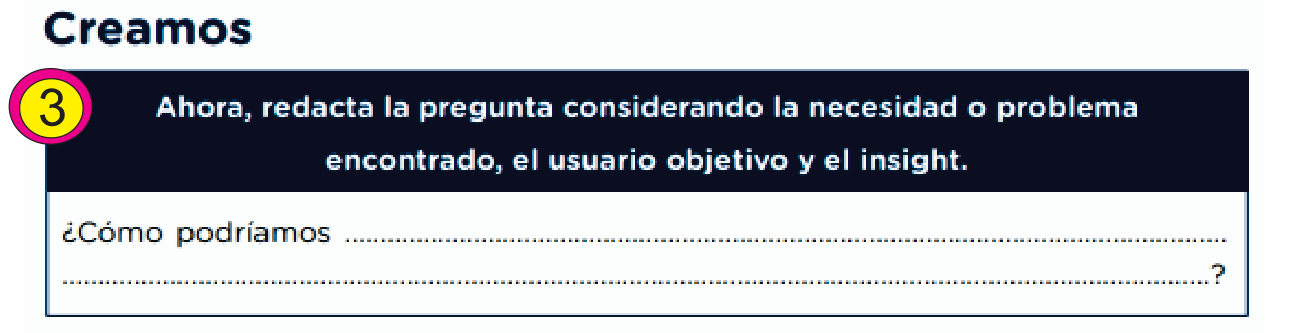 Creamos
3
Ahora, redacta la pregunta considerando la necesidad o problema
encontrado, el usuario objetivo y el insight.
¿Cómo podríamos ........................................................................................................................
............................................................................................................................................................?